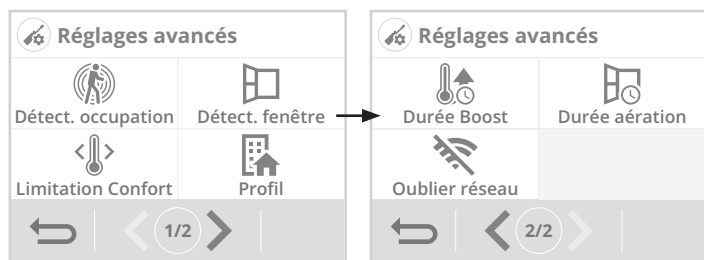 Réglages avancés
Détect. occupation
Détect. fenêtre
Limitation Confort
Profil
1/2
Réglages avancés
Durée Boost
Durée aération
Oublier réseau
2/2